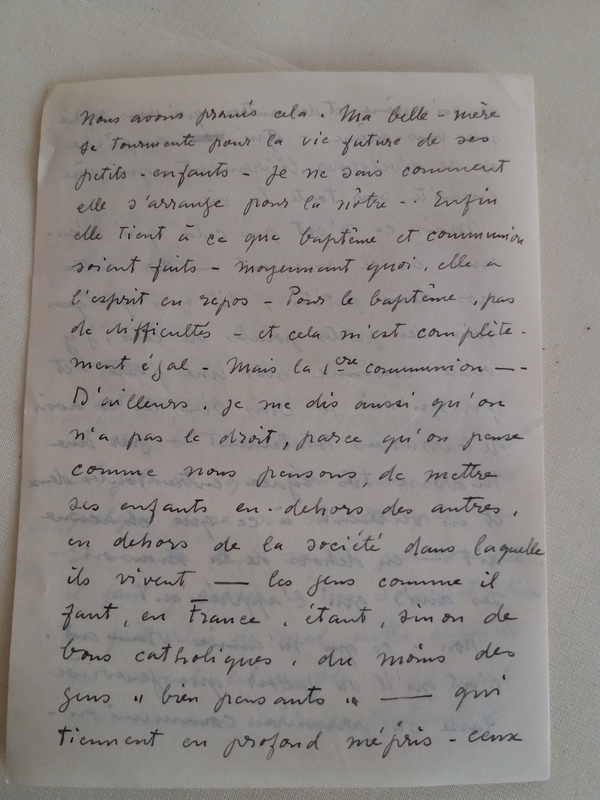 Nous avons promis cela. Ma belle-mère
se tourmente pour la vie future de ses
petits-enfants - Je ne sais comment
elle s'arrange pour la nôtre -. Enfin
elle tient à ce que baptême et communion
soient faits - moyennant quoi, elle a
l'esprit en repos - Pour le baptême, pas
de difficultés - et cela m'est complète-
ment égal - Mais la 1ère communion —-
D'ailleurs, je me dis aussi qu'on
n'a pas le droit, parce qu'on pense
comme nous pensons, de mettre
ses enfants en-dehors des autres,
en dehors de la société dans laquelle
ils vivent — les gens comme il
faut, en France, étant, sinon de
bons catholiques, du moins des
gens "bien pensants" — qui
tiennent en profond mépris - ceux